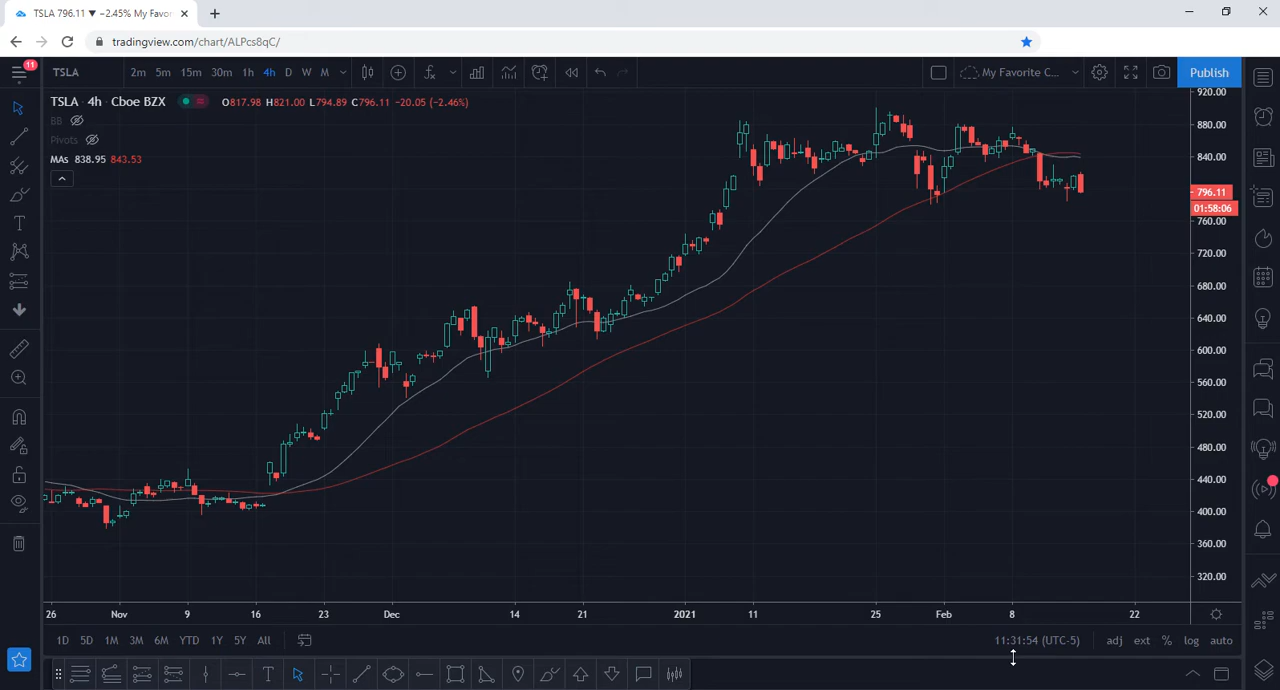 TSLA 796.11 ▼ −2.45% My Favor
tradingview.com/chart/ALPcs8qC/
11
TSLA 2m 5m 15m 30m 1h 4h D W M My Favorite C... Publish
TSLA · 4h · Cboe BZX O817.98 H821.00 L794.89 C796.11 −20.05 (−2.46%)
BB
Pivots
MAs 838.95 843.53
920.00
880.00
840.00
796.11
01:58:06
760.00
720.00
680.00
640.00
600.00
560.00
520.00
480.00
440.00
400.00
360.00
320.00
26 Nov 9 16 23 Dec 14 21 2021 11 25 Feb 8 22
1D 5D 1M 3M 6M YTD 1Y 5Y All 11:31:54 (UTC-5) adj ext % log auto